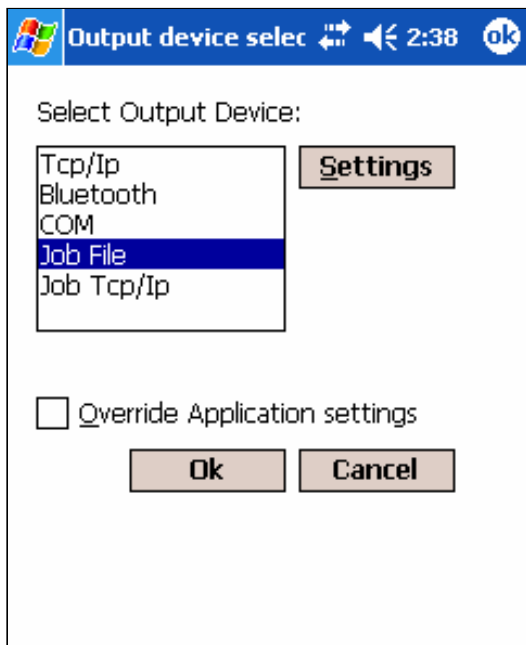 Output device selec 2:38 ok
Select Output Device:
Tcp/Ip
Settings
Bluetooth
COM
Job File
Job Tcp/Ip
Override Application settings
Ok Cancel